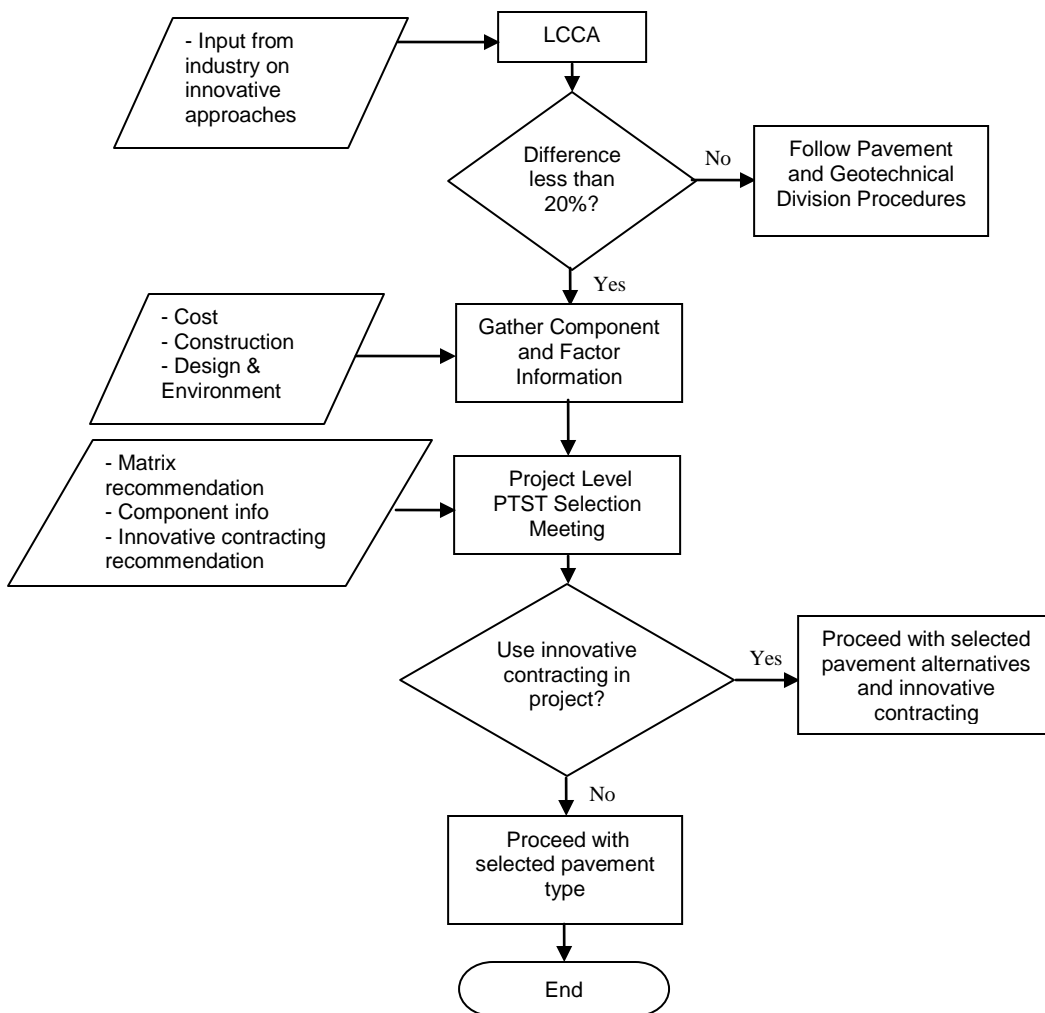 - Input from
industry on
innovative
approaches
LCCA
Difference
less than
20%?
No
Follow Pavement
and Geotechnical
Division Procedures
Yes
- Cost
- Construction
- Design &
Environment
Gather Component
and Factor
Information
- Matrix
recommendation
- Component info
- Innovative contracting
recommendation
Project Level
PTST Selection
Meeting
Use innovative
contracting in
project?
Yes
Proceed with selected
pavement alternatives
and innovative
contracting
No
Proceed with
selected pavement
type
End